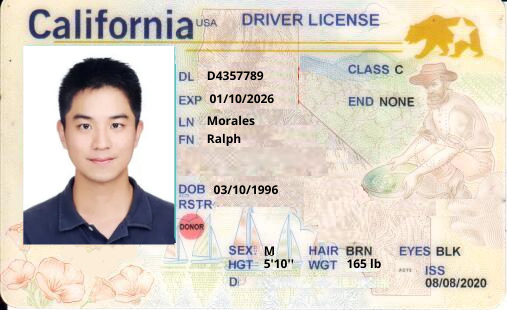 California USA DRIVER LICENSE
DL D4357789 CLASS C
EXP 01/10/2026 END NONE
LN Morales
FN Ralph
DOB 03/10/1996
RSTR
DONOR
SEX M HAIR BRN EYES BLK
HGT 5'10" WGT 165 lb ISS
08/08/2020